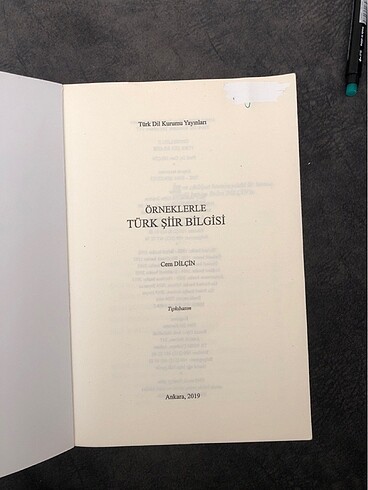 Türk Dil Kurumu Yayınları
ÖRNEKLERLE
TÜRK ŞİİR BİLGİSİ
Cem DİLÇİN
Tıpkıbasım
Ankara, 2019